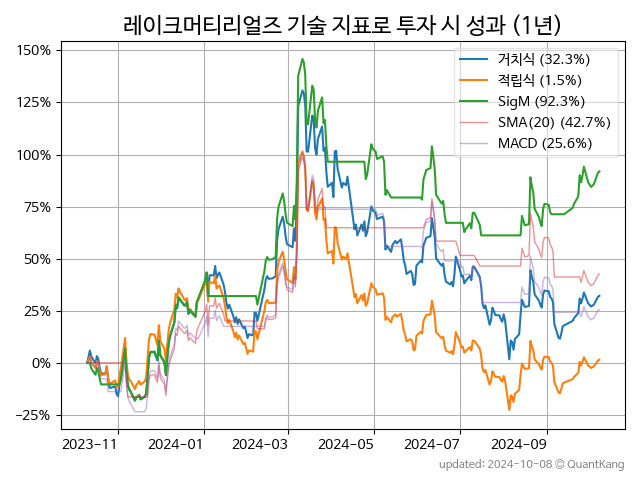 레이크머티리얼즈 기술 지표로 투자 시 성과 (1년)
거치식 (32.3%)
적립식 (1.5%)
SigM (92.3%)
SMA(20) (42.7%)
MACD (25.6%)
150%
125%
100%
75%
50%
25%
0%
−25%
2023-11
2024-01
2024-03
2024-05
2024-07
2024-09
updated: 2024-10-08 © QuantKang